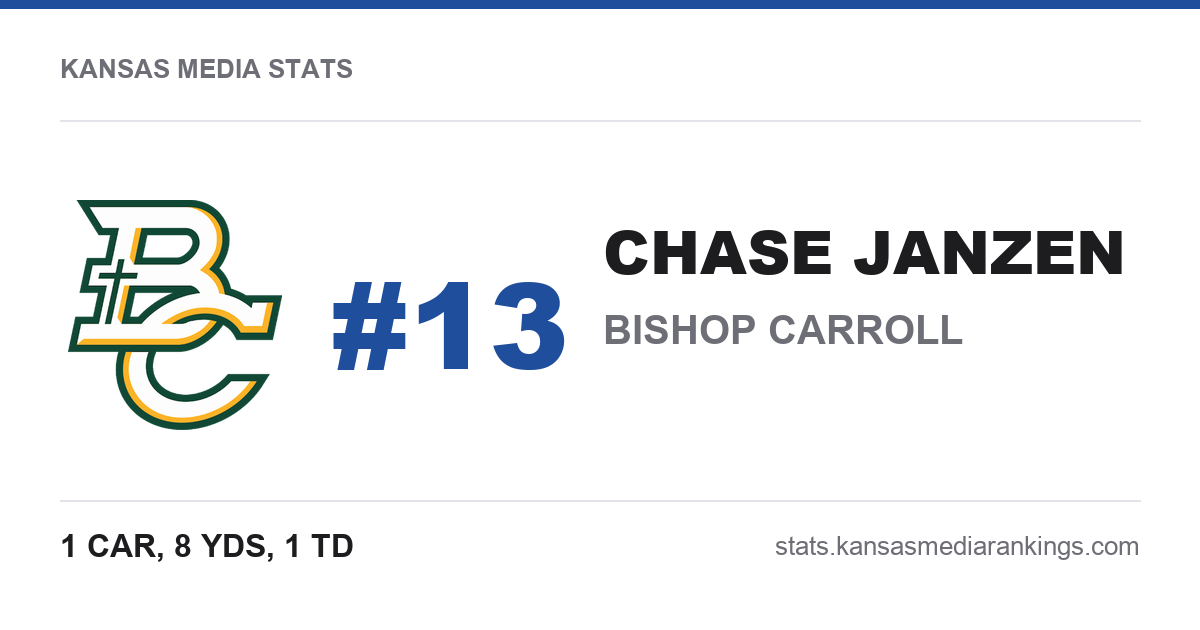 KANSAS MEDIA STATS
BC
#13
CHASE JANZEN
BISHOP CARROLL
1 CAR, 8 YDS, 1 TD
stats.kansasmediarankings.com